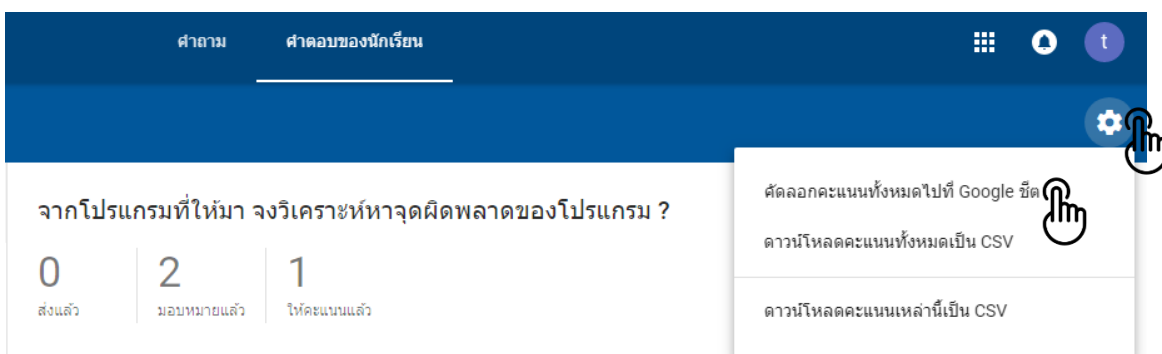 คำถาม คำตอบของนักเรียน t
จากโปรแกรมที่ให้มา จงวิเคราะห์หาจุดผิดพลาดของโปรแกรม ?
0 2 1
ส่งแล้ว มอบหมายแล้ว ให้คะแนนแล้ว
คัดลอกคะแนนทั้งหมดไปที่ Google ชีต
ดาวน์โหลดคะแนนทั้งหมดเป็น CSV
ดาวน์โหลดคะแนนเหล่านี้เป็น CSV